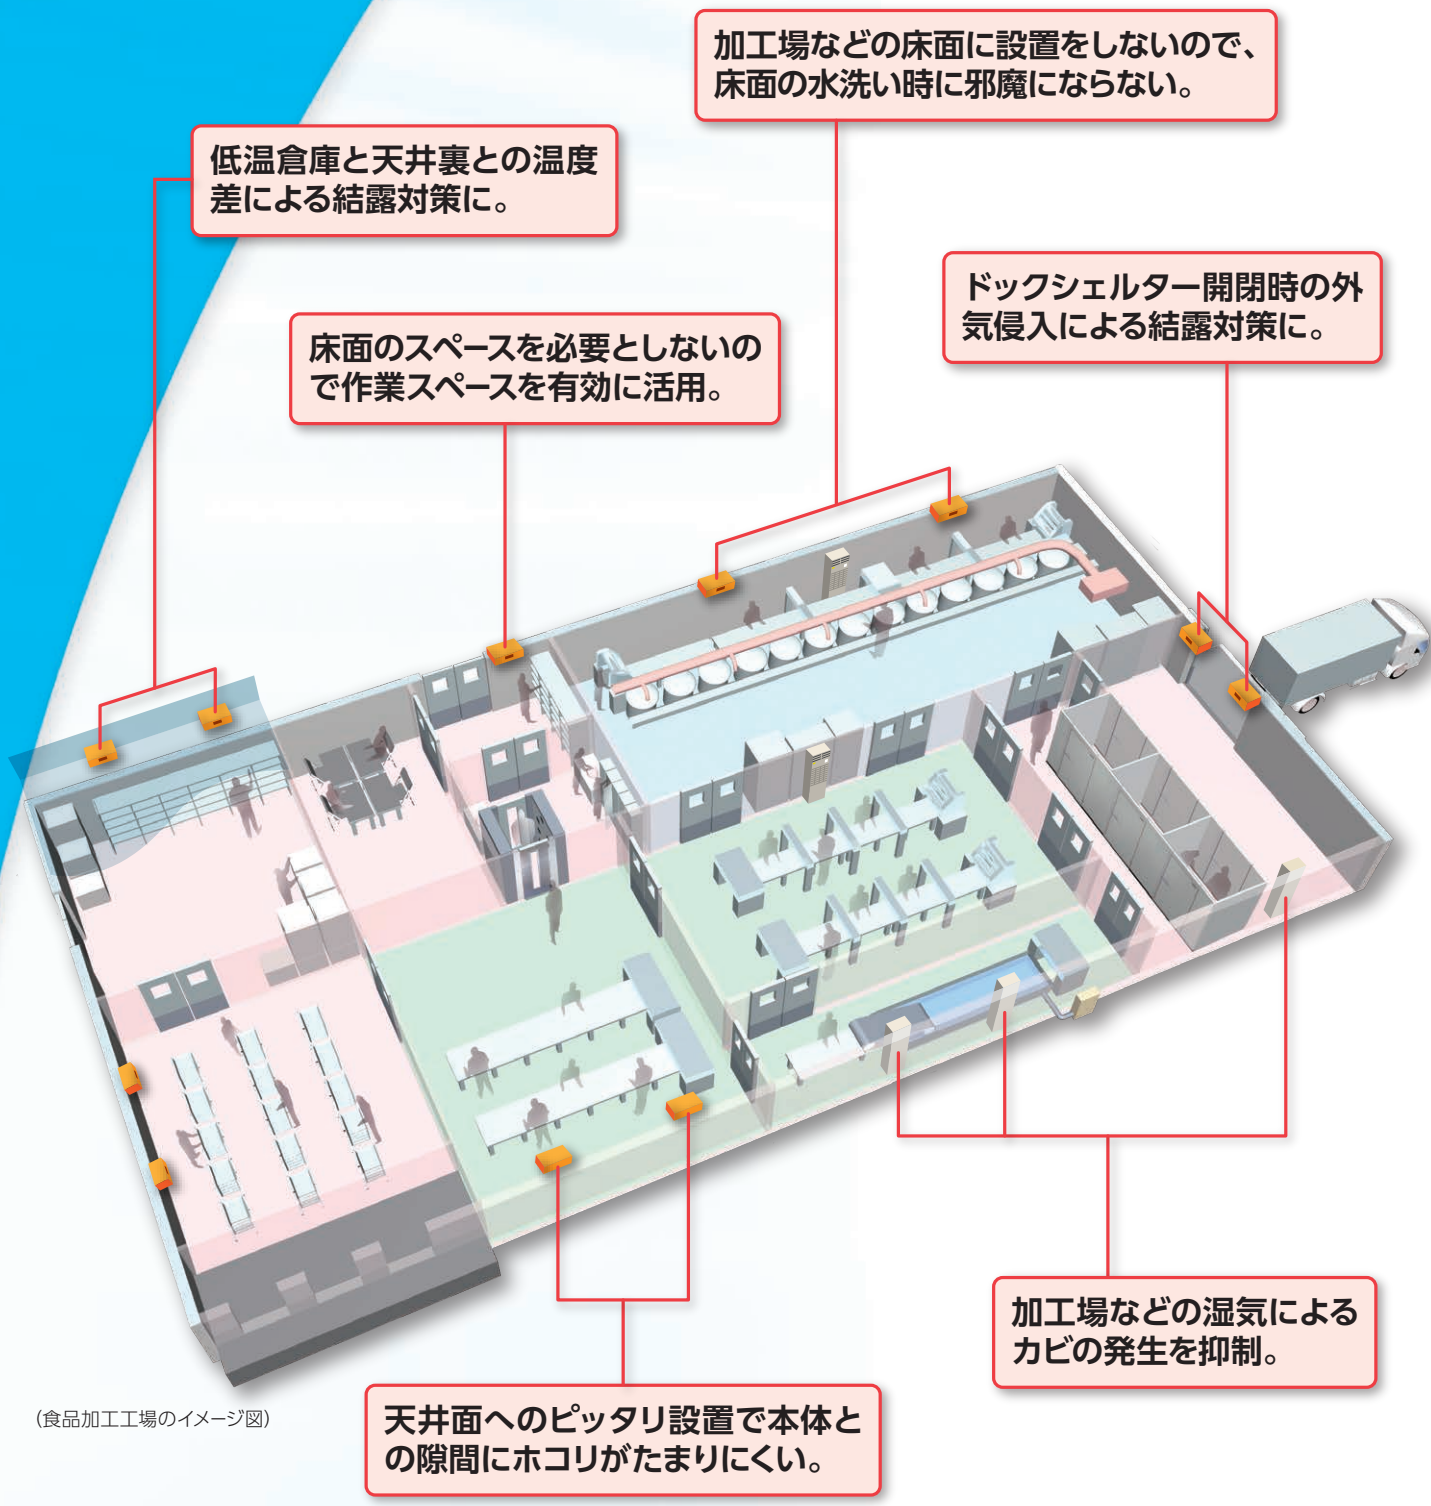 加工場などの床面に設置をしないので、
床面の水洗い時に邪魔にならない。
低温倉庫と天井裏との温度
差による結露対策に。
ドックシェルター開閉時の外
気侵入による結露対策に。
床面のスペースを必要としないの
で作業スペースを有効に活用。
加工場などの湿気による
カビの発生を抑制。
天井面へのピッタリ設置で本体と
の隙間にホコリがたまりにくい。
(食品加工工場のイメージ図)